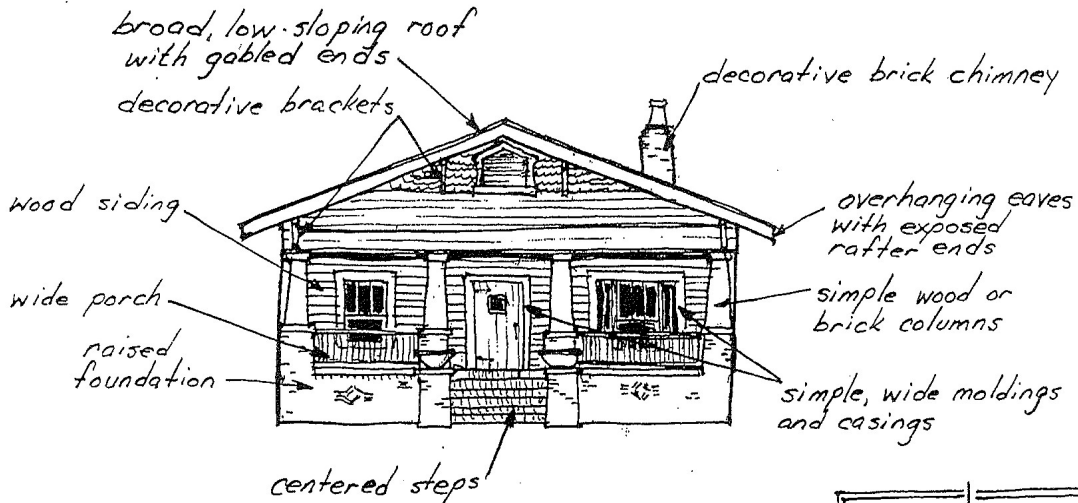 broad, low-sloping roof
with gabled ends
decorative brackets
decorative brick chimney
wood siding
overhanging eaves
with exposed
rafter ends
wide porch
simple wood or
brick columns
raised
foundation
simple, wide moldings
and casings
centered steps